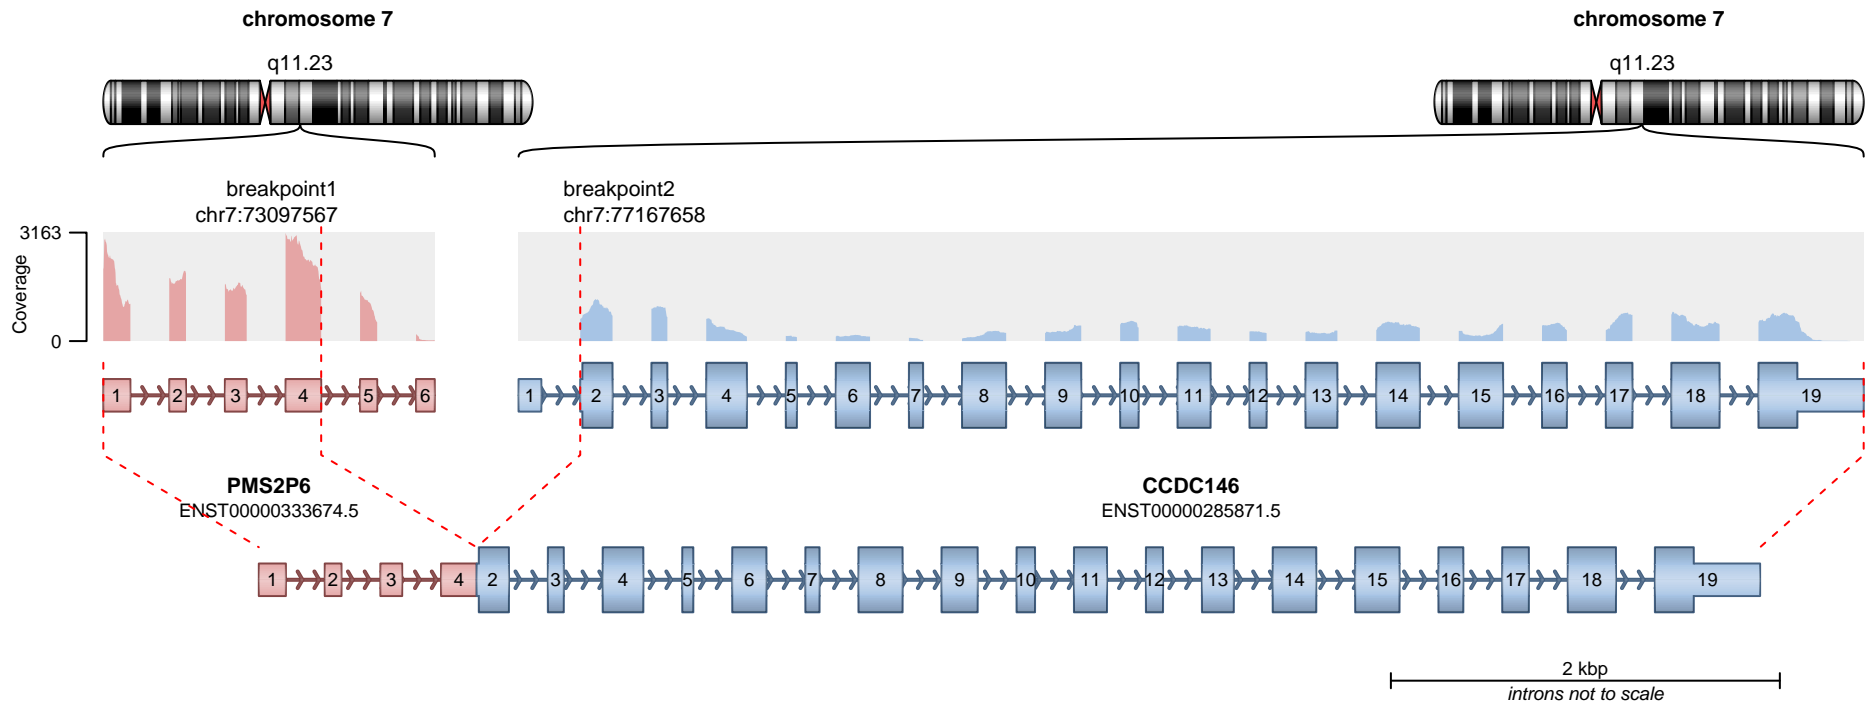 chromosome 7
chromosome 7
q11.23
q11.23
breakpoint1
chr7:73097567
breakpoint2
chr7:77167658
3163
Coverage
0
1 2 3 4 5 6
1 2 3 4 5 6 7 8 9 10 11 12 13 14 15 16 17 18 19
PMS2P6
ENST00000333674.5
CCDC146
ENST00000285871.5
1 2 3 4 2 3 4 5 6 7 8 9 10 11 12 13 14 15 16 17 18 19
2 kbp
introns not to scale